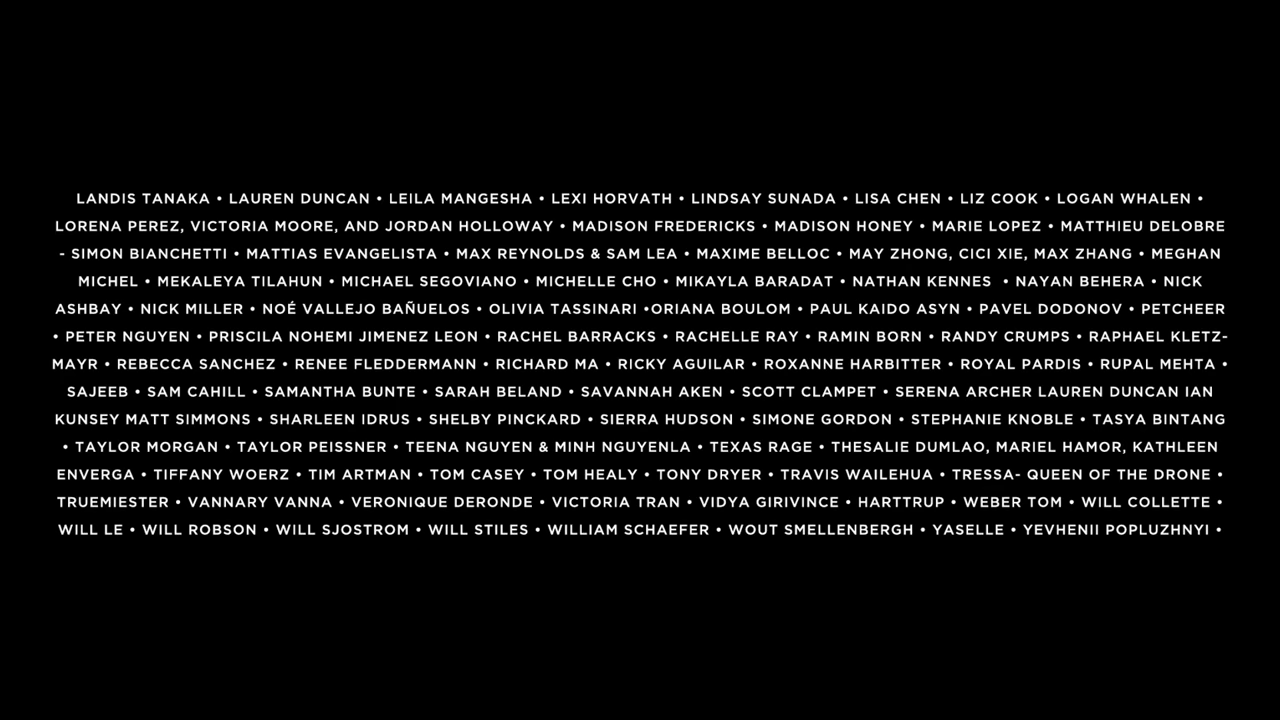 LANDIS TANAKA • LAUREN DUNCAN • LEILA MANGESHA • LEXI HORVATH • LINDSAY SUNADA • LISA CHEN • LIZ COOK • LOGAN WHALEN •
LORENA PEREZ, VICTORIA MOORE, AND JORDAN HOLLOWAY • MADISON FREDERICKS • MADISON HONEY • MARIE LOPEZ • MATTHIEU DELOBRE
- SIMON BIANCHETTI • MATTIAS EVANGELISTA • MAX REYNOLDS & SAM LEA • MAXIME BELLOC • MAY ZHONG, CICI XIE, MAX ZHANG • MEGHAN
MICHEL • MEKALEYA TILAHUN • MICHAEL SEGOVIANO • MICHELLE CHO • MIKAYLA BARADAT • NATHAN KENNES • NAYAN BEHERA • NICK
ASHBAY • NICK MILLER • NOÉ VALLEJO BAÑUELOS • OLIVIA TASSINARI •ORIANA BOULOM • PAUL KAIDO ASYN • PAVEL DODONOV • PETCHEER
• PETER NGUYEN • PRISCILA NOHEMI JIMENEZ LEON • RACHEL BARRACKS • RACHELLE RAY • RAMIN BORN • RANDY CRUMPS • RAPHAEL KLETZ-
MAYR • REBECCA SANCHEZ • RENEE FLEDDERMANN • RICHARD MA • RICKY AGUILAR • ROXANNE HARBITTER • ROYAL PARDIS • RUPAL MEHTA •
SAJEEB • SAM CAHILL • SAMANTHA BUNTE • SARAH BELAND • SAVANNAH AKEN • SCOTT CLAMPET • SERENA ARCHER LAUREN DUNCAN IAN
KUNSEY MATT SIMMONS • SHARLEEN IDRUS • SHELBY PINCKARD • SIERRA HUDSON • SIMONE GORDON • STEPHANIE KNOBLE • TASYA BINTANG
• TAYLOR MORGAN • TAYLOR PEISSNER • TEENA NGUYEN & MINH NGUYENLA • TEXAS RAGE • THESALIE DUMLAO, MARIEL HAMOR, KATHLEEN
ENVERGA • TIFFANY WOERZ • TIM ARTMAN • TOM CASEY • TOM HEALY • TONY DRYER • TRAVIS WAILEHUA • TRESSA- QUEEN OF THE DRONE •
TRUEMIESTER • VANNARY VANNA • VERONIQUE DERONDE • VICTORIA TRAN • VIDYA GIRIVINCE • HARTTRUP • WEBER TOM • WILL COLLETTE •
WILL LE • WILL ROBSON • WILL SJOSTROM • WILL STILES • WILLIAM SCHAEFER • WOUT SMELLENBERGH • YASELLE • YEVHENII POPLUZHNYI •